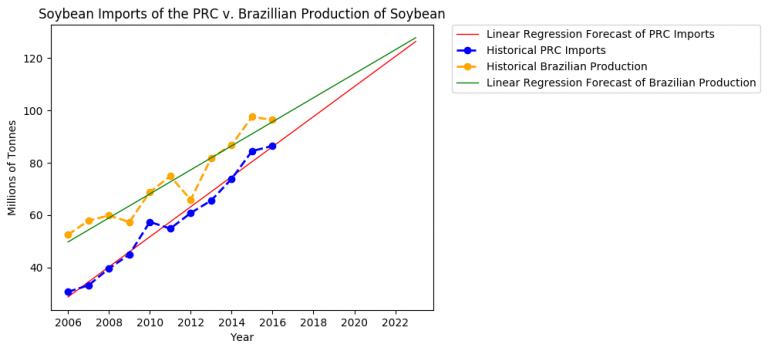 Soybean Imports of the PRC v. Brazillian Production of Soybean
Linear Regression Forecast of PRC Imports
Historical PRC Imports
Historical Brazilian Production
Linear Regression Forecast of Brazilian Production
Millions of Tonnes
120
100
80
60
40
2006 2008 2010 2012 2014 2016 2018 2020 2022
Year